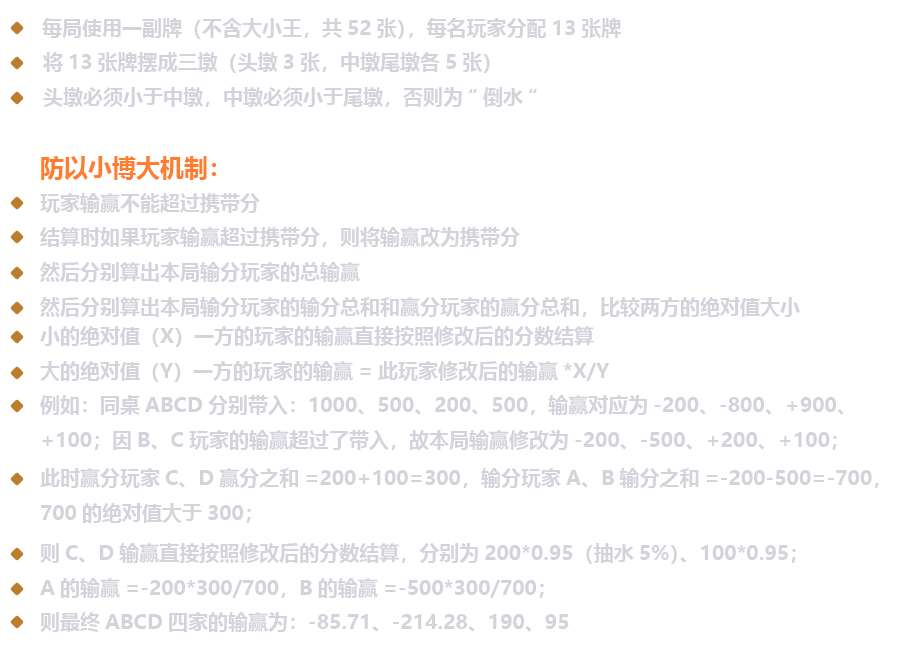 每局使用一副牌（不含大小王，共 52 张），每名玩家分配 13 张牌
将 13 张牌摆成三墩（头墩 3 张，中墩尾墩各 5 张）
头墩必须小于中墩，中墩必须小于尾墩，否则为 “ 倒水 “
防以小博大机制：
玩家输赢不能超过携带分
结算时如果玩家输赢超过携带分，则将输赢改为携带分
然后分别算出本局输分玩家的总输赢
然后分别算出本局输分玩家的输分总和和赢分玩家的赢分总和，比较两方的绝对值大小
小的绝对值（X）一方的玩家的输赢直接按照修改后的分数结算
大的绝对值（Y）一方的玩家的输赢 = 此玩家修改后的输赢 *X/Y
例如：同桌 ABCD 分别带入：1000、500、200、500，输赢对应为 -200、-800、+900、
+100；因 B、C 玩家的输赢超过了带入，故本局输赢修改为 -200、-500、+200、+100；
此时赢分玩家 C、D 赢分之和 =200+100=300，输分玩家 A、B 输分之和 =-200-500=-700，
700 的绝对值大于 300；
则 C、D 输赢直接按照修改后的分数结算，分别为 200*0.95（抽水 5%）、100*0.95；
A 的输赢 =-200*300/700，B 的输赢 =-500*300/700；
则最终 ABCD 四家的输赢为：-85.71、-214.28、190、95